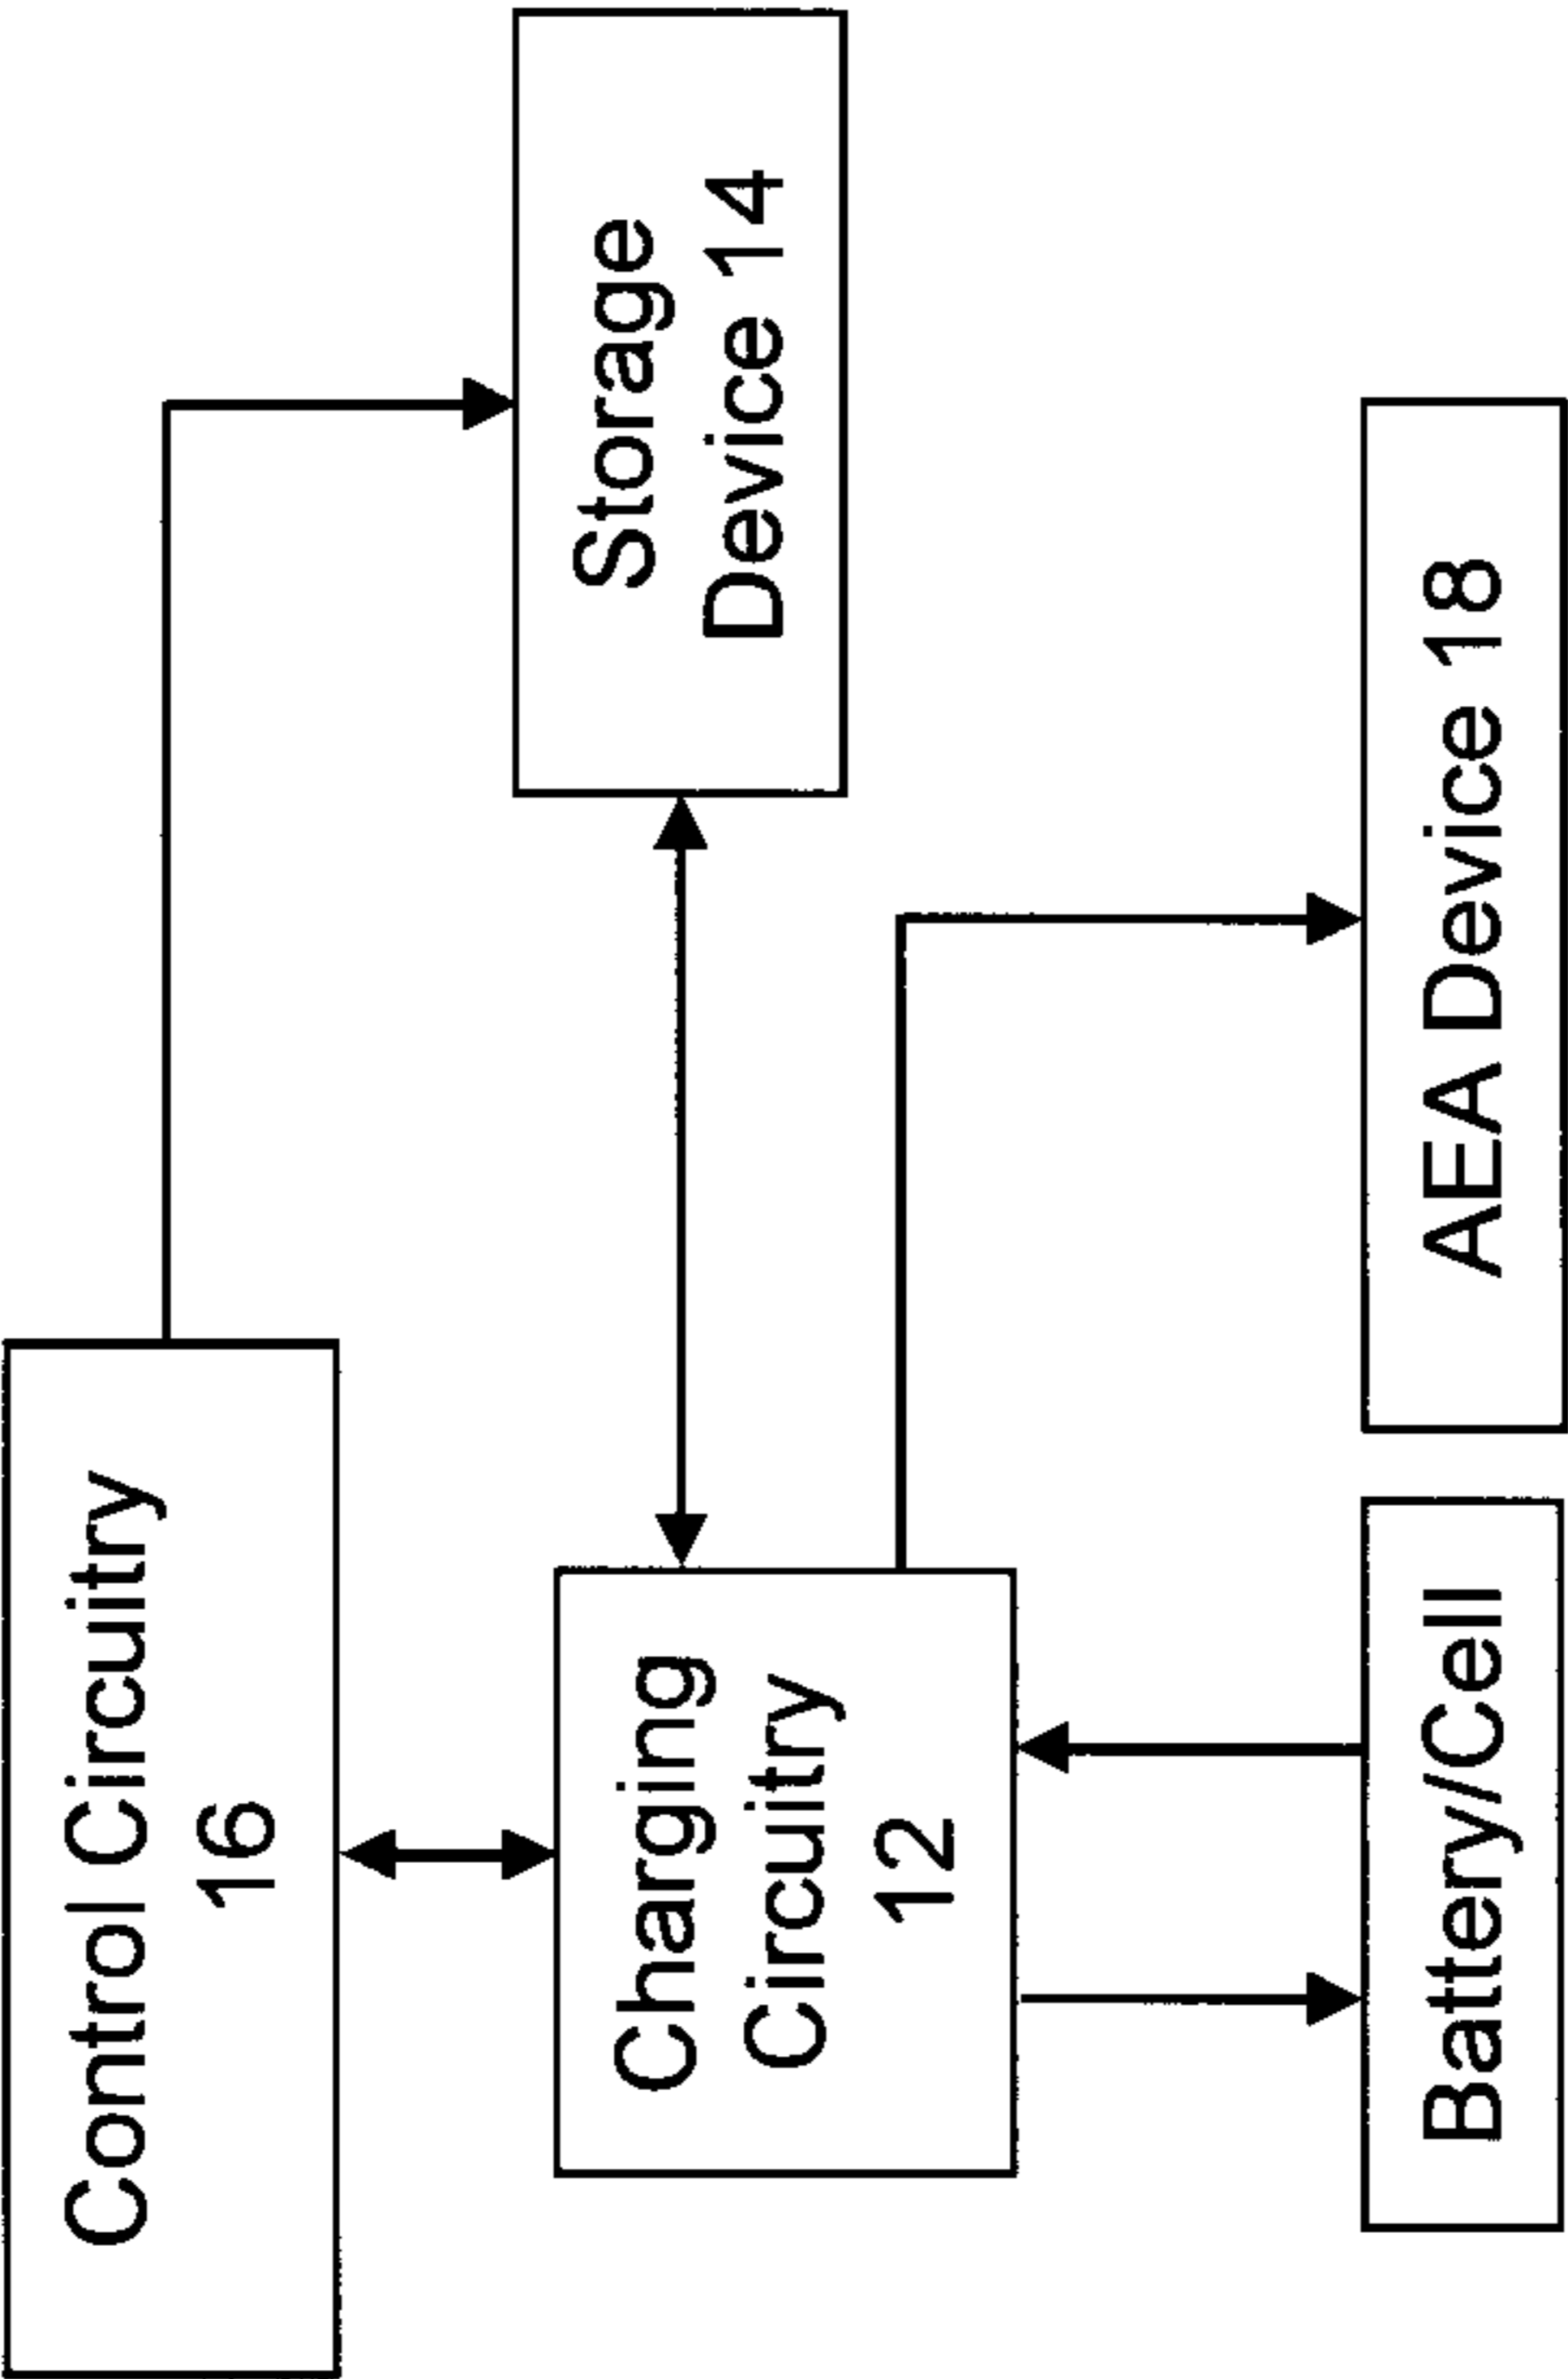 Control Circuitry
16
Storage
Device 14
Charging
Circuitry
12
Battery/Cell
AEA Device 18